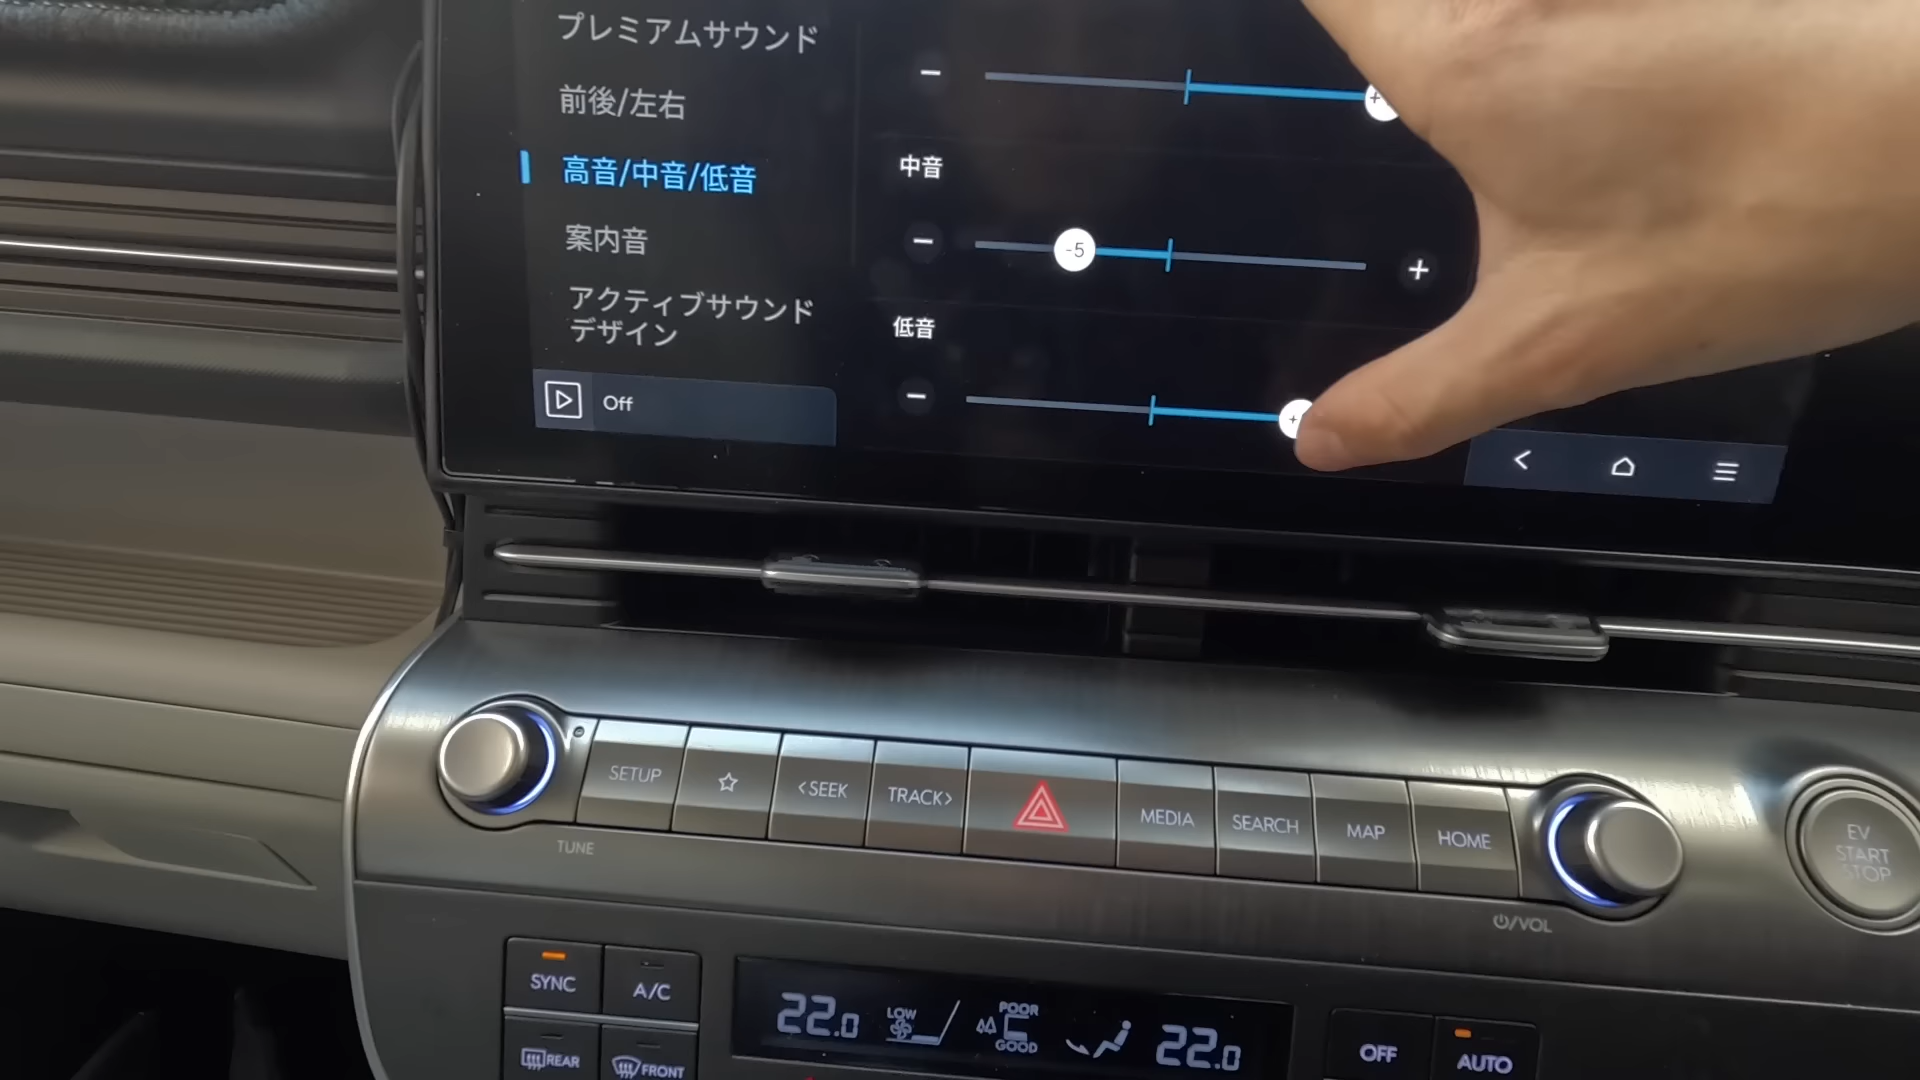 プレミアムサウンド
前後/左右
高音/中音/低音
案内音
アクティブサウンド
デザイン
Off
中音
-5
低音
SETUP
<SEEK
TRACK>
MEDIA
SEARCH
MAP
HOME
EV
START
STOP
TUNE
/VOL
SYNC
A/C
REAR
FRONT
22.0
LOW
POOR
GOOD
22.0
OFF
AUTO